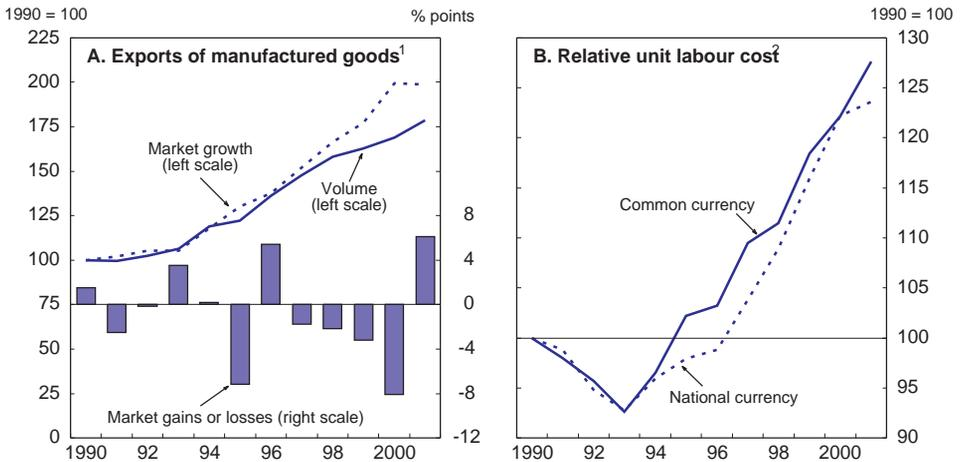 1990 = 100
% points
225
A. Exports of manufactured goods1
200
175
150
125
100
75
50
25
0
8
4
0
-4
-8
-12
Market growth
(left scale)
Volume
(left scale)
Market gains or losses (right scale)
1990 92 94 96 98 2000
1990 = 100
B. Relative unit labour cost2
130
125
120
115
110
105
100
95
90
Common currency
National currency
1990 92 94 96 98 2000